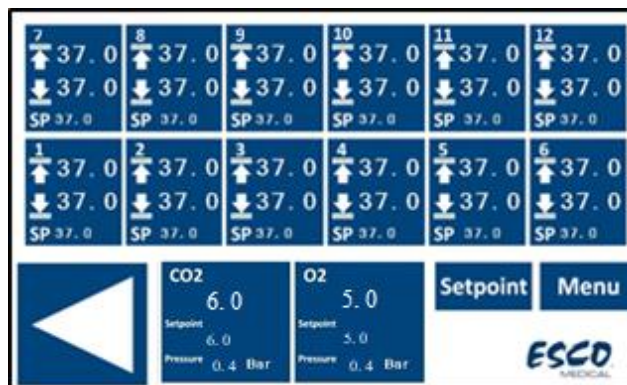 7 8 9 10 11 12
37.0 37.0 37.0 37.0 37.0 37.0
37.0 37.0 37.0 37.0 37.0 37.0
SP 37.0 SP 37.0 SP 37.0 SP 37.0 SP 37.0 SP 37.0
1 2 3 4 5 6
37.0 37.0 37.0 37.0 37.0 37.0
37.0 37.0 37.0 37.0 37.0 37.0
SP 37.0 SP 37.0 SP 37.0 SP 37.0 SP 37.0 SP 37.0
CO2
6.0
Setpoint
6.0
Pressure 0.4 Bar
O2
5.0
Setpoint
5.0
Pressure 0.4 Bar
Setpoint
Menu
ESCO
MEDICAL